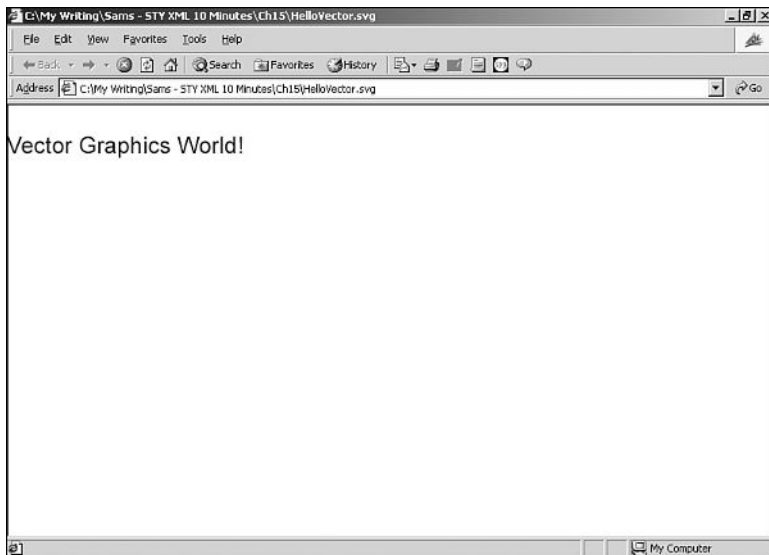 C:\My Writing\Sams - STY XML 10 Minutes\Ch15\HelloVector.svg
File Edit View Favorites Tools Help
Back Search Favorites History
Address C:\My Writing\Sams - STY XML 10 Minutes\Ch15\HelloVector.svg Go
Vector Graphics World!
My Computer